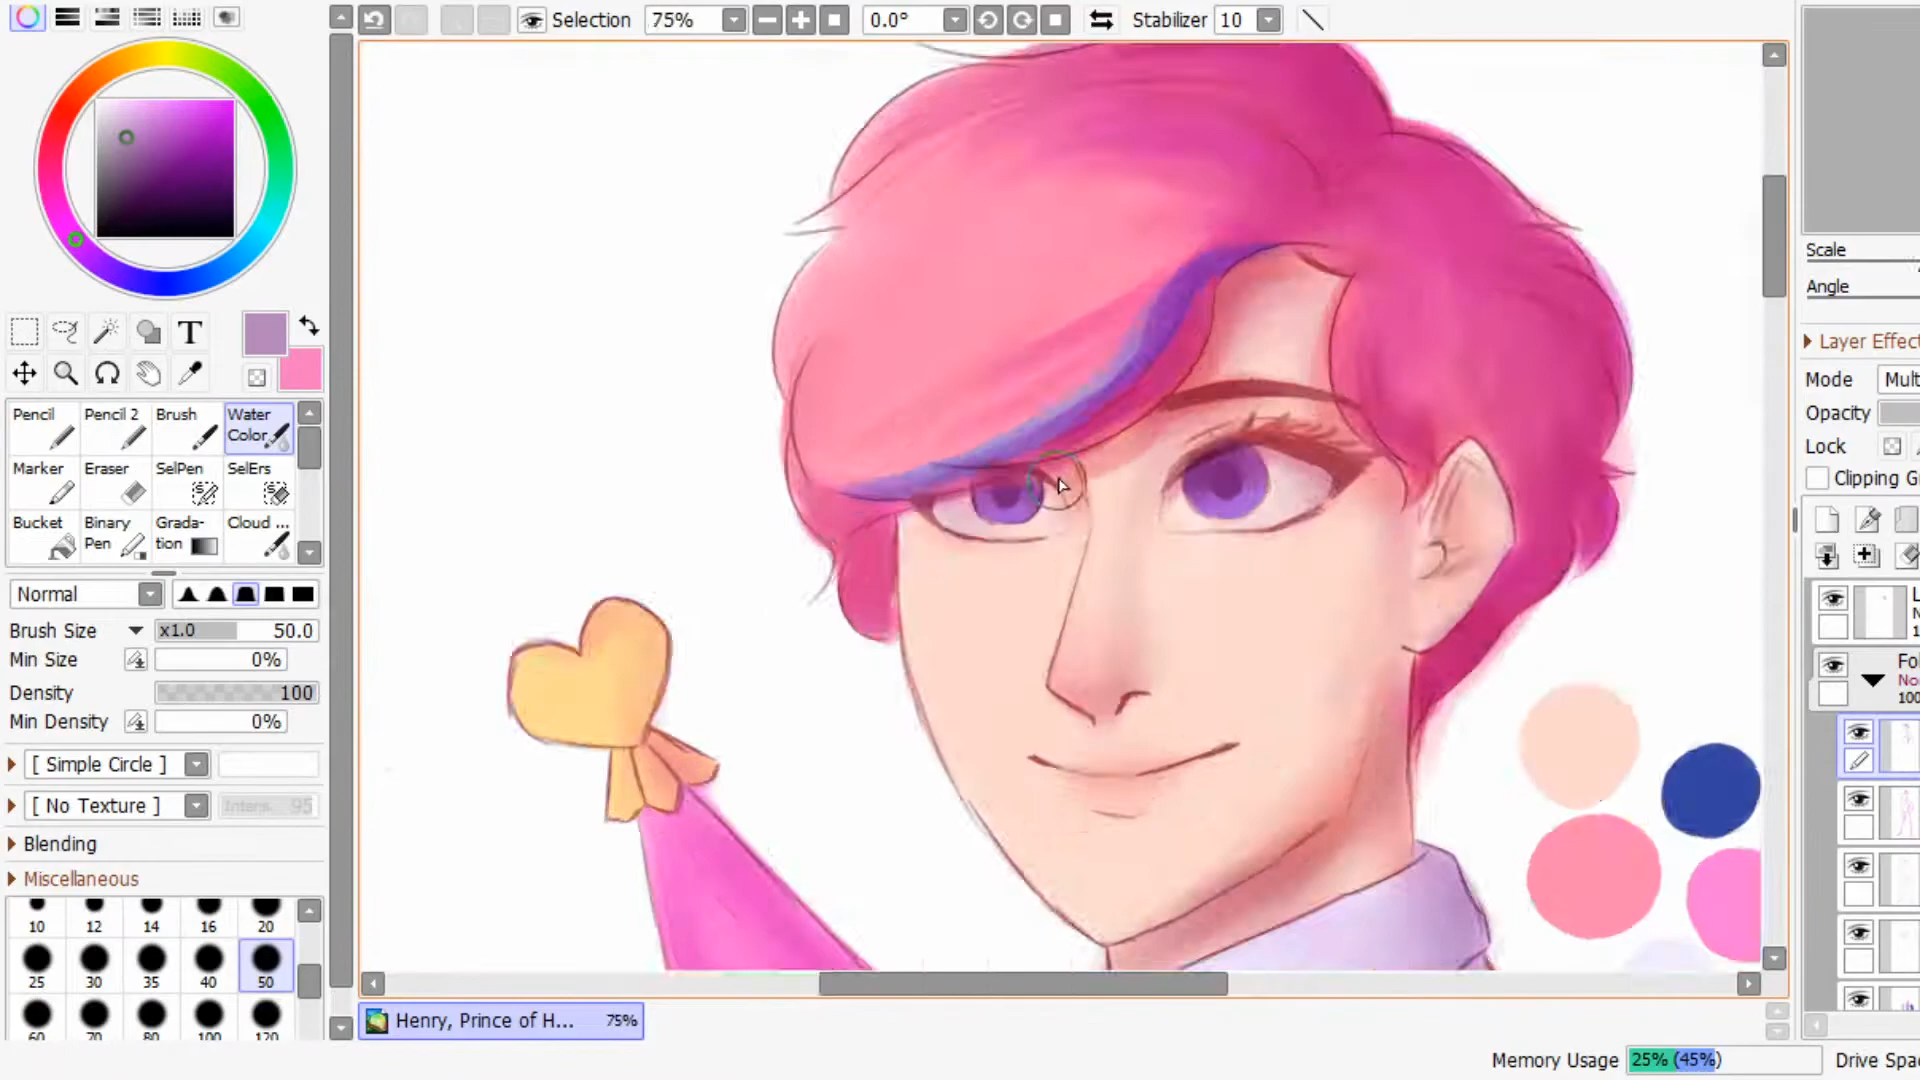 Selection 75% 0.0° Stabilizer 10
Scale
Angle
Layer Effec
Mode Mult
Opacity
Lock
Clipping G
T
Pencil Pencil 2 Brush Water Color
Marker Eraser SelPen SelErs
Bucket Binary Pen Grada-tion Cloud ...
Normal
Brush Size x1.0 50.0
Min Size 0%
Density 100
Min Density 0%
[ Simple Circle ]
[ No Texture ] Intens... 95
Blending
Miscellaneous
10 12 14 16 20
25 30 35 40 50
60 70 80 100 120
L
1
Fo
No
100
Henry, Prince of H... 75%
Memory Usage 25% (45%) Drive Spa